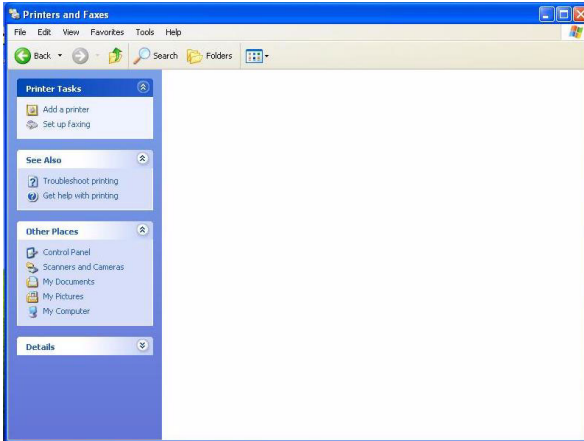 Printers and Faxes
File Edit View Favorites Tools Help
Back Search Folders
Printer Tasks
Add a printer
Set up faxing
See Also
Troubleshoot printing
Get help with printing
Other Places
Control Panel
Scanners and Cameras
My Documents
My Pictures
My Computer
Details